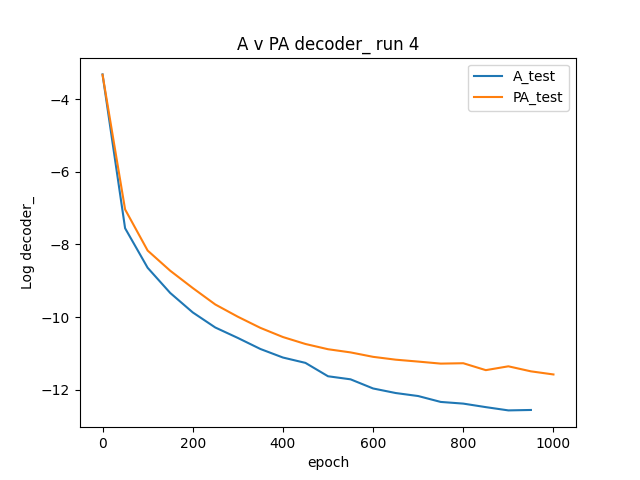 A v PA decoder_ run 4
A_test
PA_test
Log decoder_
−4
−6
−8
−10
−12
0
200
400
600
800
1000
epoch